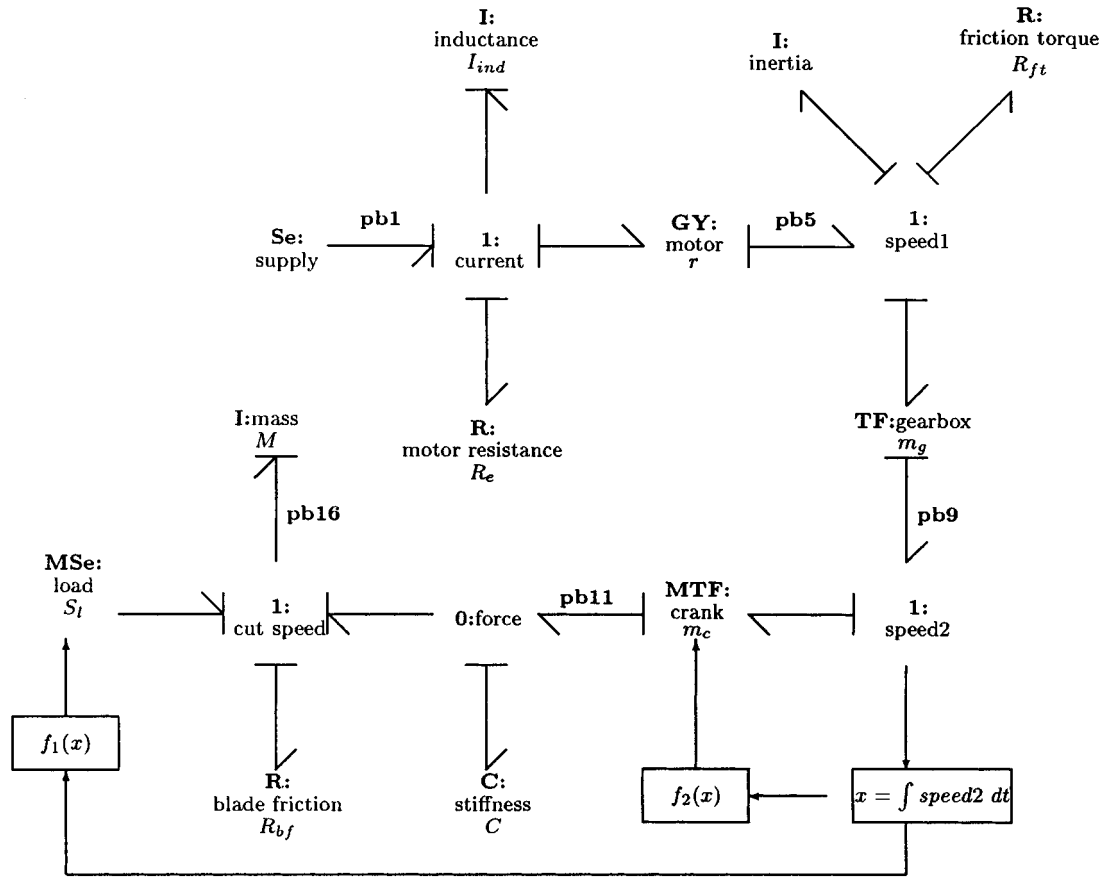 I:
inductance
I_ind
I:
inertia
R:
friction torque
R_ft
Se:
supply
pb1
1:
current
GY:
motor
r
pb5
1:
speed1
I:mass
M
R:
motor resistance
R_e
TF:gearbox
m_g
pb16
pb9
MSe:
load
S_l
1:
cut speed
0:force
pb11
MTF:
crank
m_c
1:
speed2
f_1(x)
R:
blade friction
R_bf
C:
stiffness
C
f_2(x)
x = ∫ speed2 dt